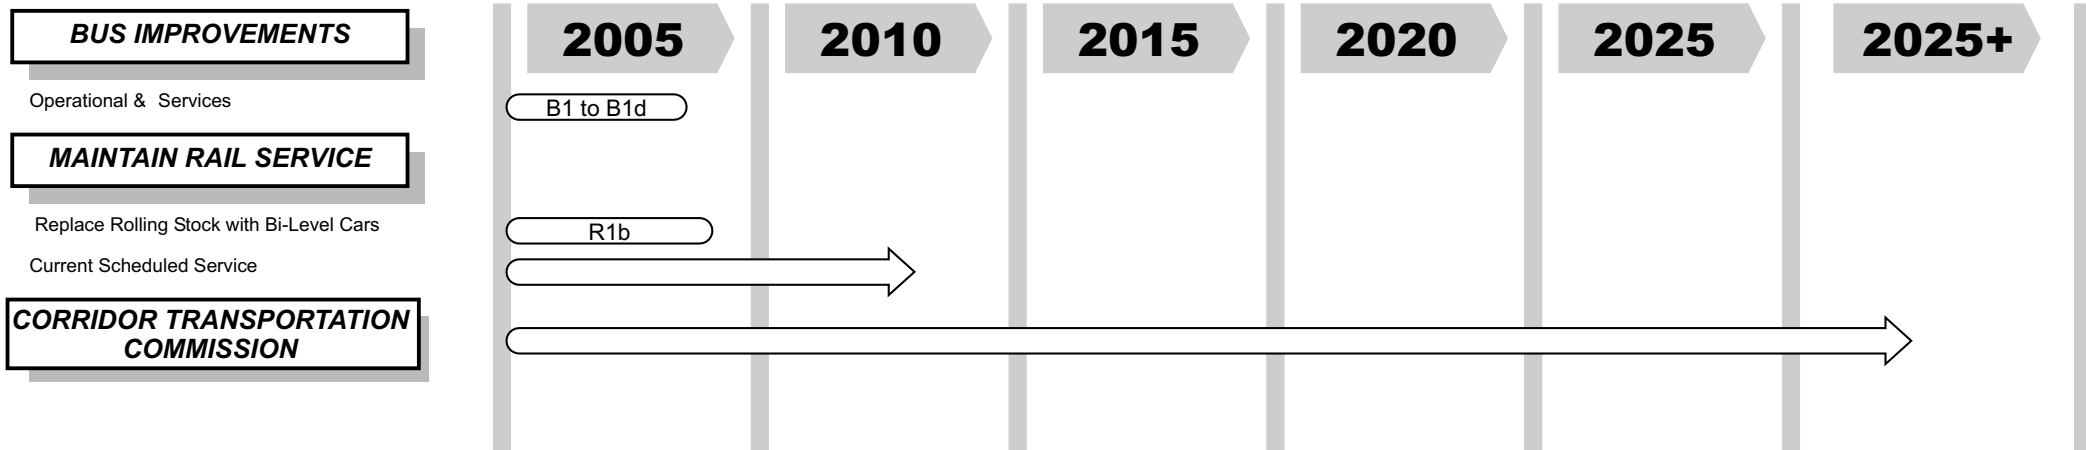 BUS IMPROVEMENTS
2005 2010 2015 2020 2025 2025+
Operational & Services
B1 to B1d
MAINTAIN RAIL SERVICE
Replace Rolling Stock with Bi-Level Cars
R1b
Current Scheduled Service
CORRIDOR TRANSPORTATION
COMMISSION